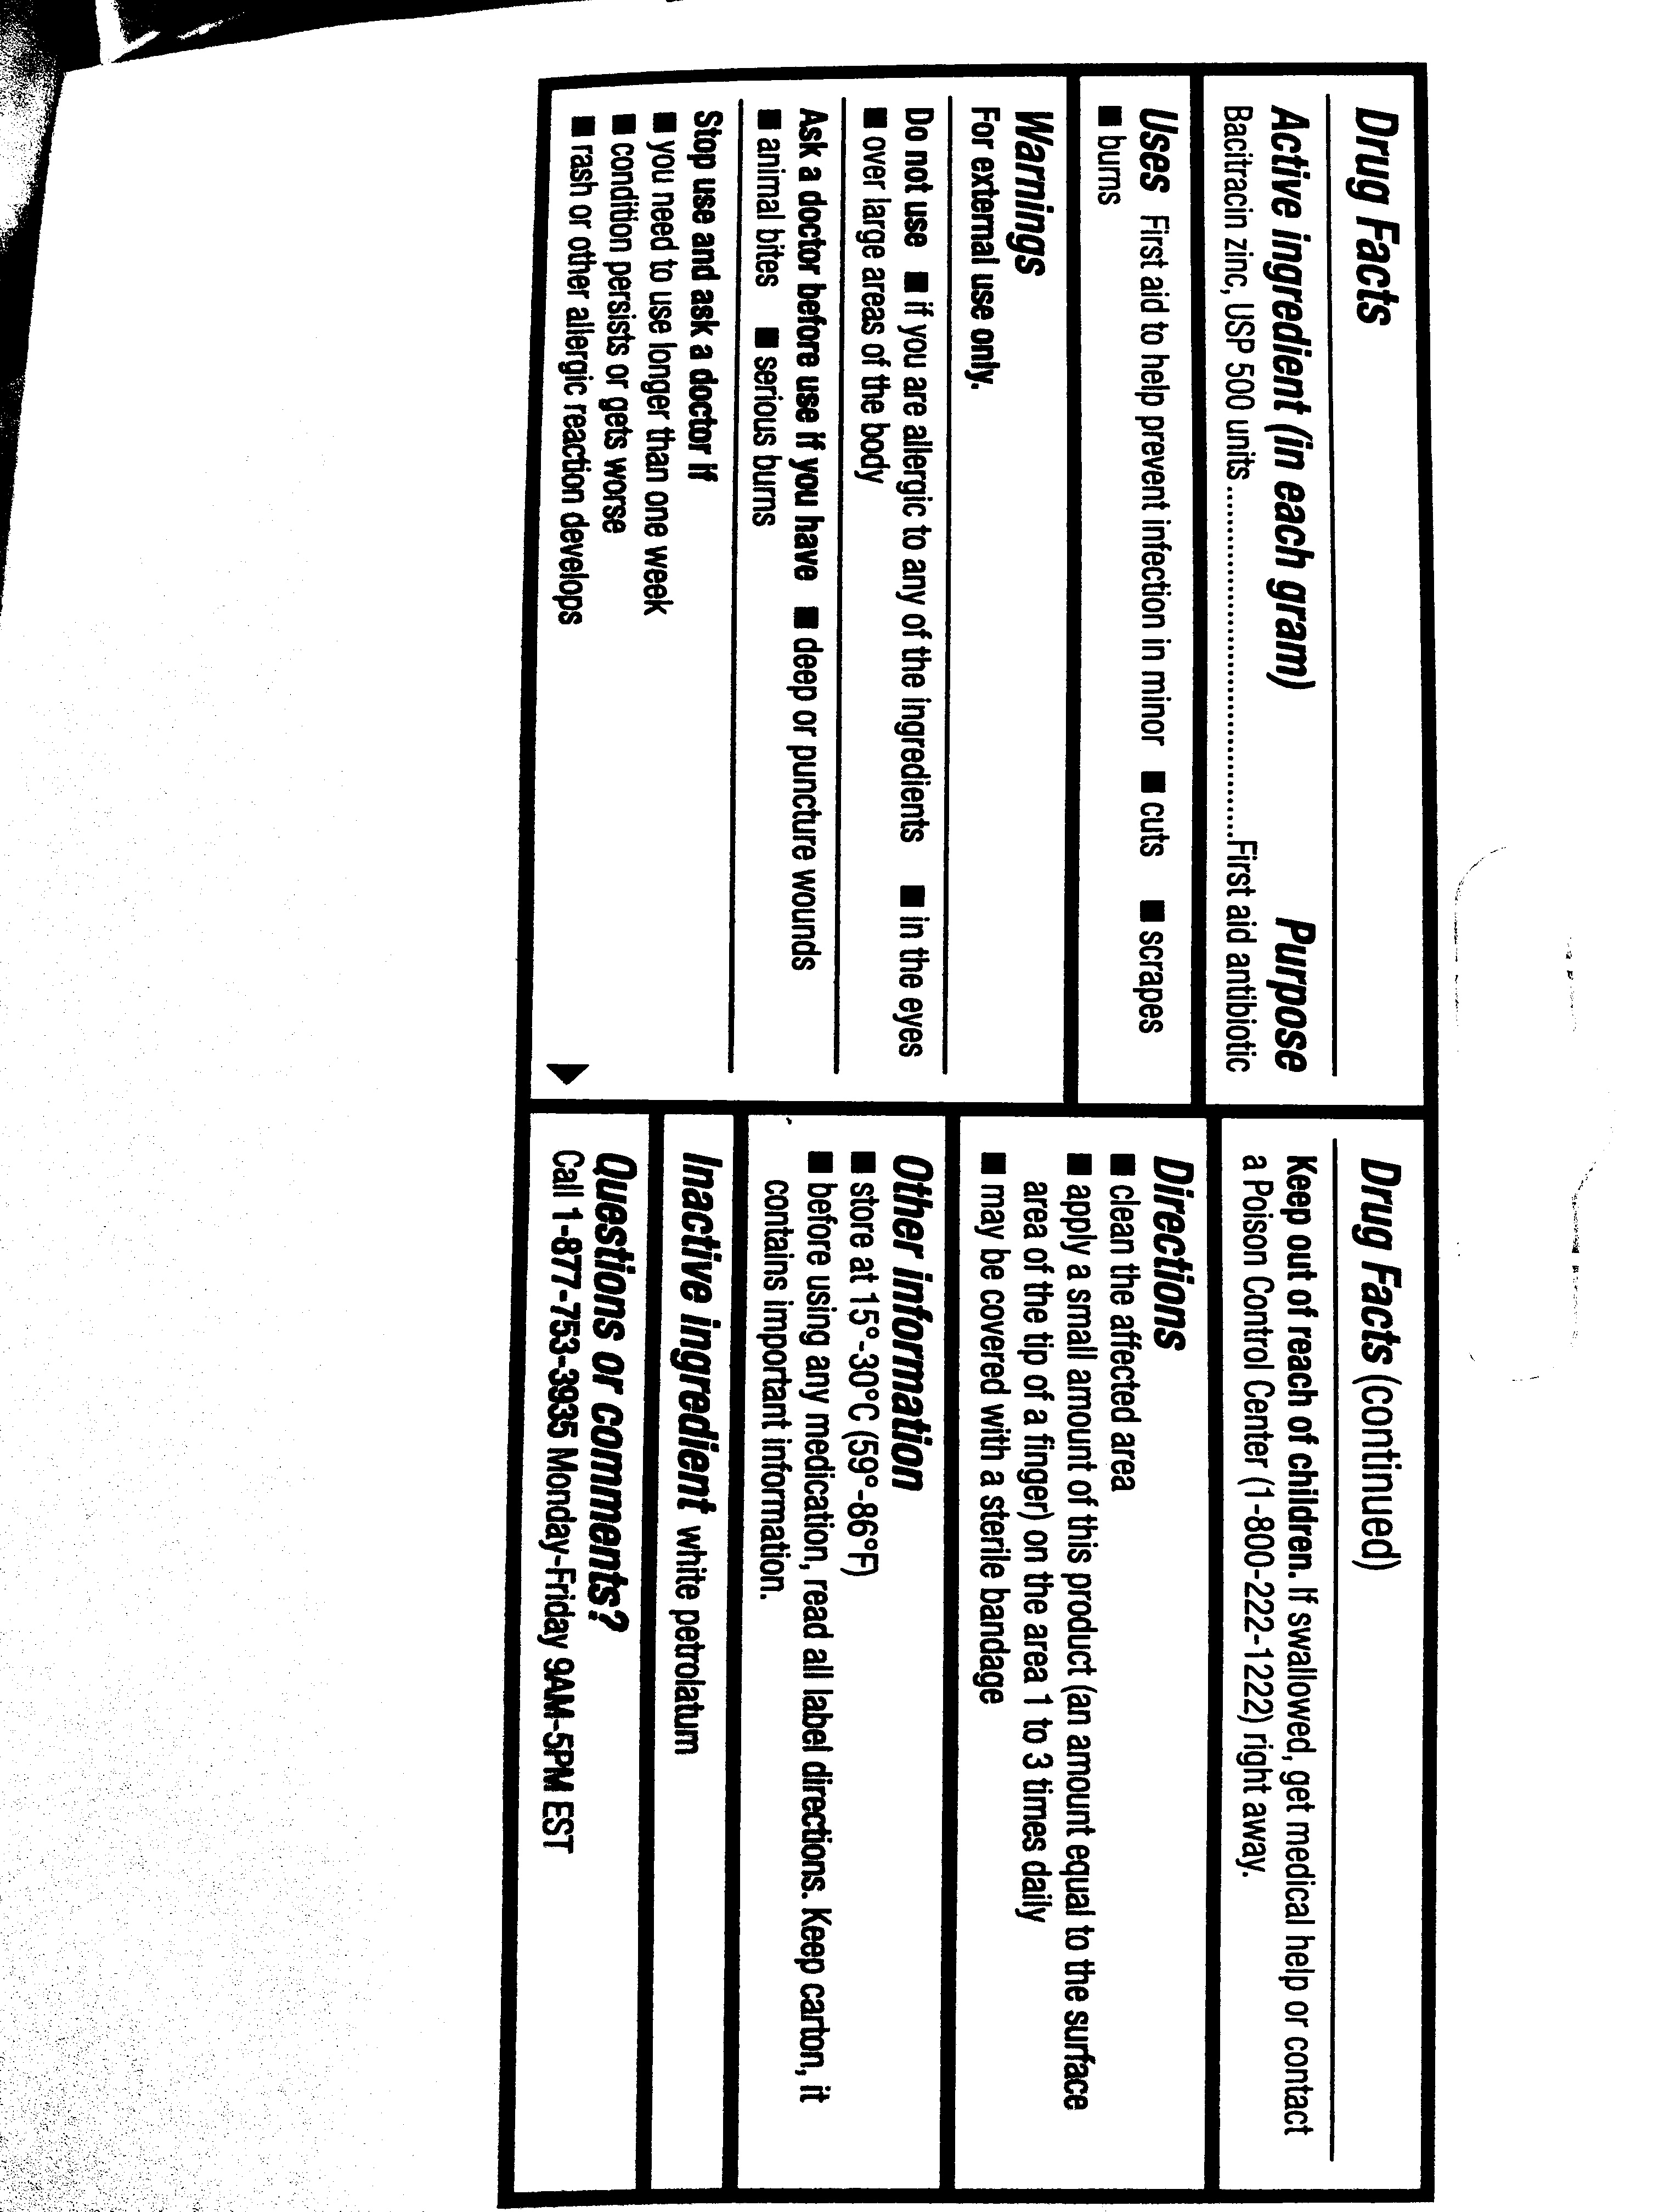 Drug Facts
Active ingredient (in each gram) Purpose
Bacitracin zinc, USP 500 units ........................................First aid antibiotic
Uses First aid to help prevent infection in minor ■ cuts ■ scrapes
■ burns
Warnings
For external use only.
Do not use ■ if you are allergic to any of the ingredients ■ in the eyes
■ over large areas of the body
Ask a doctor before use if you have ■ deep or puncture wounds
■ animal bites ■ serious burns
Stop use and ask a doctor if
■ you need to use longer than one week
■ condition persists or gets worse
■ rash or other allergic reaction develops
Drug Facts (continued)
Keep out of reach of children. If swallowed, get medical help or contact
a Poison Control Center (1-800-222-1222) right away.
Directions
■ clean the affected area
■ apply a small amount of this product (an amount equal to the surface
area of the tip of a finger) on the area 1 to 3 times daily
■ may be covered with a sterile bandage
Other information
■ store at 15°-30°C (59°-86°F)
■ before using any medication, read all label directions. Keep carton, it
contains important information.
Inactive ingredient white petrolatum
Questions or comments?
Call 1-877-753-3935 Monday-Friday 9AM-5PM EST